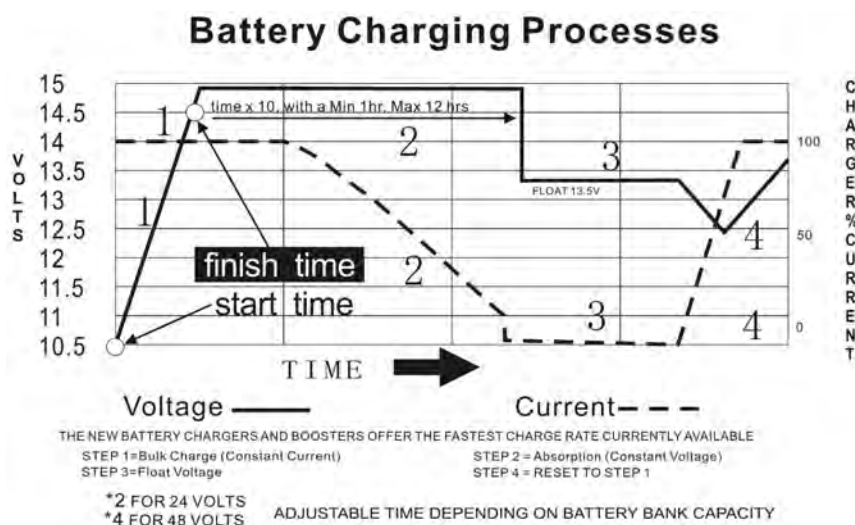 Battery Charging Processes
15
14.5
14
13.5
13
12.5
12
11.5
11
10.5
VOLTS
time x 10, with a Min 1hr, Max 12 hrs
1
1
2
2
3
3
4
4
FLOAT 13.5V
finish time
start time
100
50
0
CHARGER%CURRENT
TIME
Voltage
Current
THE NEW BATTERY CHARGERS AND BOOSTERS OFFER THE FASTEST CHARGE RATE CURRENTLY AVAILABLE
STEP 1=Bulk Charge (Constant Current)
STEP 2 = Absorption (Constant Voltage)
STEP 3=Float Voltage
STEP 4 = RESET TO STEP 1
*2 FOR 24 VOLTS
*4 FOR 48 VOLTS
ADJUSTABLE TIME DEPENDING ON BATTERY BANK CAPACITY